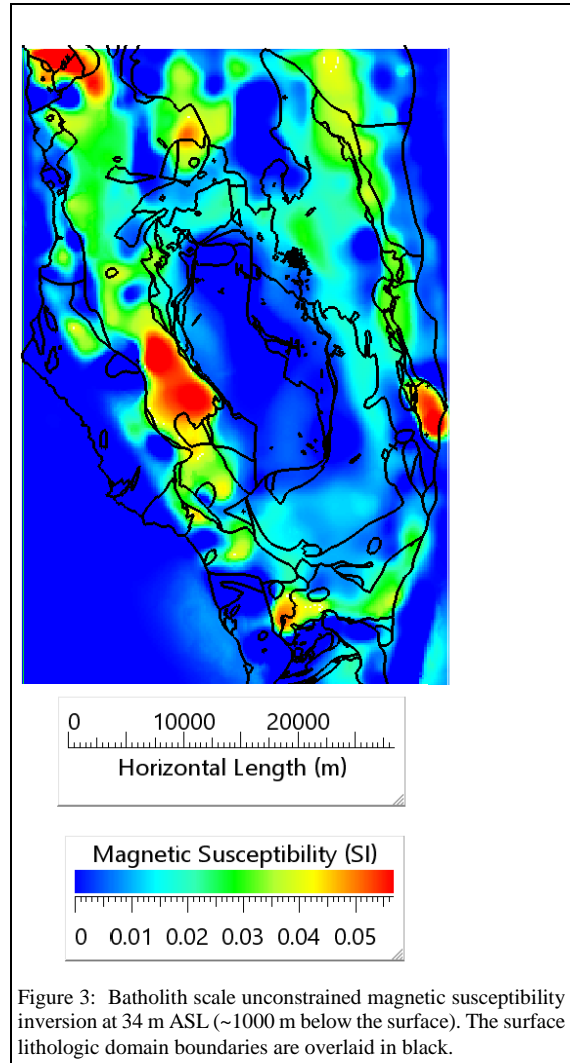 0 10000 20000
Horizontal Length (m)
Magnetic Susceptibility (SI)
0 0.01 0.02 0.03 0.04 0.05
Figure 3: Batholith scale unconstrained magnetic susceptibility
inversion at 34 m ASL (~1000 m below the surface). The surface
lithologic domain boundaries are overlaid in black.